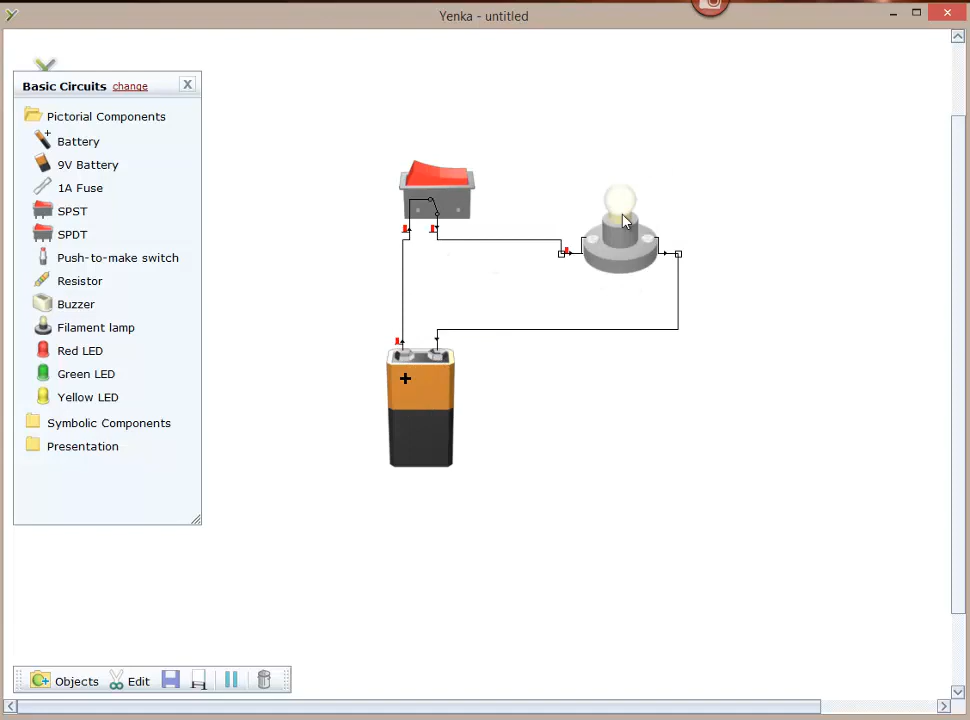 Yenka - untitled
Basic Circuits change X
Pictorial Components
Battery
9V Battery
1A Fuse
SPST
SPDT
Push-to-make switch
Resistor
Buzzer
Filament lamp
Red LED
Green LED
Yellow LED
Symbolic Components
Presentation
+
Objects Edit